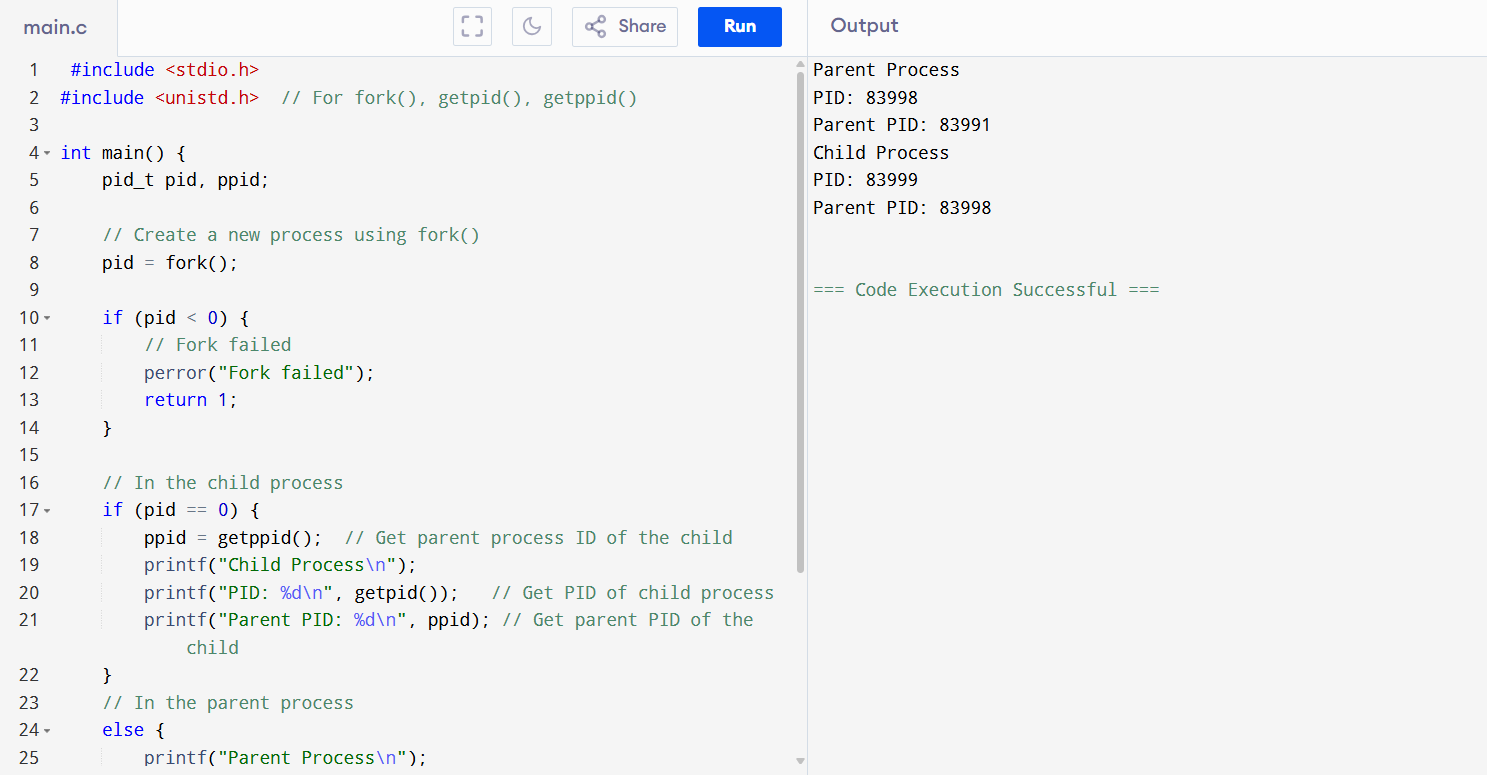 main.c
Share
Run
Output
1 #include <stdio.h>
2 #include <unistd.h>  // For fork(), getpid(), getppid()
3
4 int main() {
5     pid_t pid, ppid;
6
7     // Create a new process using fork()
8     pid = fork();
9
10     if (pid < 0) {
11         // Fork failed
12         perror("Fork failed");
13         return 1;
14     }
15
16     // In the child process
17     if (pid == 0) {
18         ppid = getppid();  // Get parent process ID of the child
19         printf("Child Process\n");
20         printf("PID: %d\n", getpid());   // Get PID of child process
21         printf("Parent PID: %d\n", ppid); // Get parent PID of the
child
22     }
23     // In the parent process
24     else {
25         printf("Parent Process\n");
Parent Process
PID: 83998
Parent PID: 83991
Child Process
PID: 83999
Parent PID: 83998
=== Code Execution Successful ===